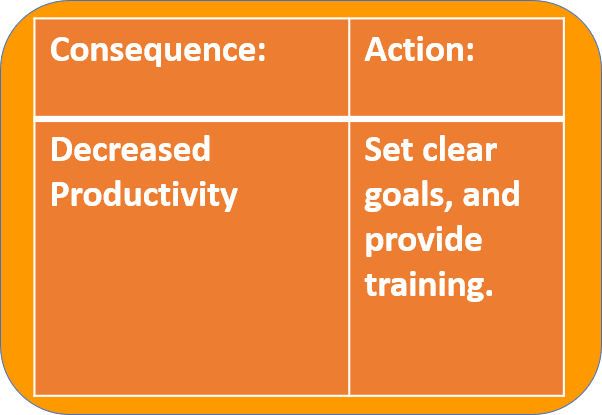 Consequence:
Action:
Decreased
Productivity
Set clear
goals, and
provide
training.